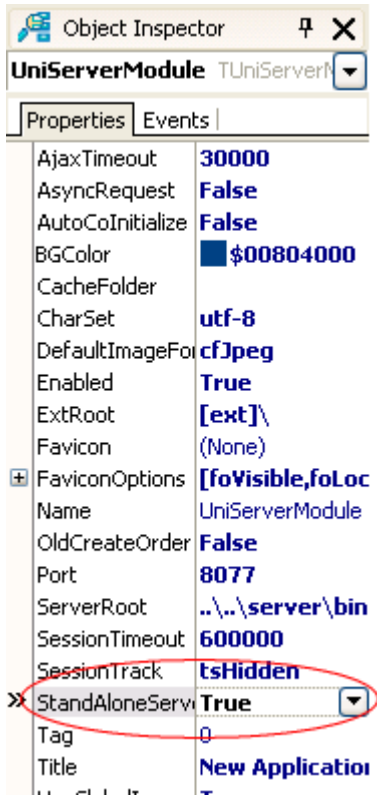 Object Inspector
UniServerModule TUniServerM
Properties Events
AjaxTimeout 30000
AsyncRequest False
AutoCoInitialize False
BGColor $00804000
CacheFolder
CharSet utf-8
DefaultImageFo cfJpeg
Enabled True
ExtRoot [ext]\
Favicon (None)
FaviconOptions [foVisible,foLoc
Name UniServerModule
OldCreateOrder False
Port 8077
ServerRoot ..\..\server\bin
SessionTimeout 600000
SessionTrack tsHidden
StandAloneServ True
Tag 0
Title New Application